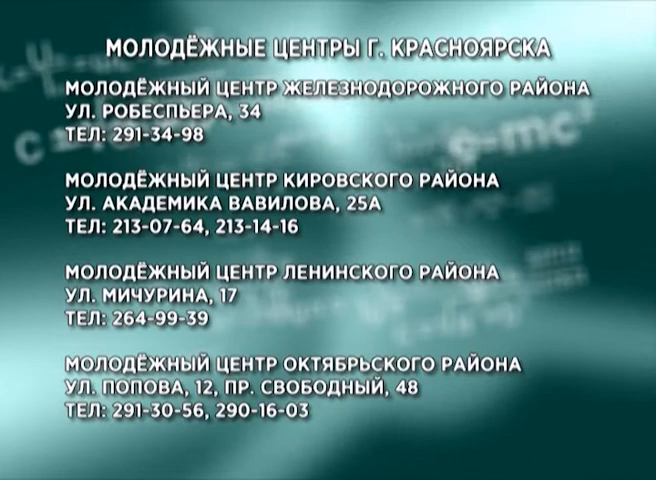 МОЛОДЁЖНЫЕ ЦЕНТРЫ Г. КРАСНОЯРСКА
МОЛОДЁЖНЫЙ ЦЕНТР ЖЕЛЕЗНОДОРОЖНОГО РАЙОНА
УЛ. РОБЕСПЬЕРА, 34
ТЕЛ: 291-34-98
МОЛОДЁЖНЫЙ ЦЕНТР КИРОВСКОГО РАЙОНА
УЛ. АКАДЕМИКА ВАВИЛОВА, 25А
ТЕЛ: 213-07-64, 213-14-16
МОЛОДЁЖНЫЙ ЦЕНТР ЛЕНИНСКОГО РАЙОНА
УЛ. МИЧУРИНА, 17
ТЕЛ: 264-99-39
МОЛОДЁЖНЫЙ ЦЕНТР ОКТЯБРЬСКОГО РАЙОНА
УЛ. ПОПОВА, 12, ПР. СВОБОДНЫЙ, 48
ТЕЛ: 291-30-56, 290-16-03